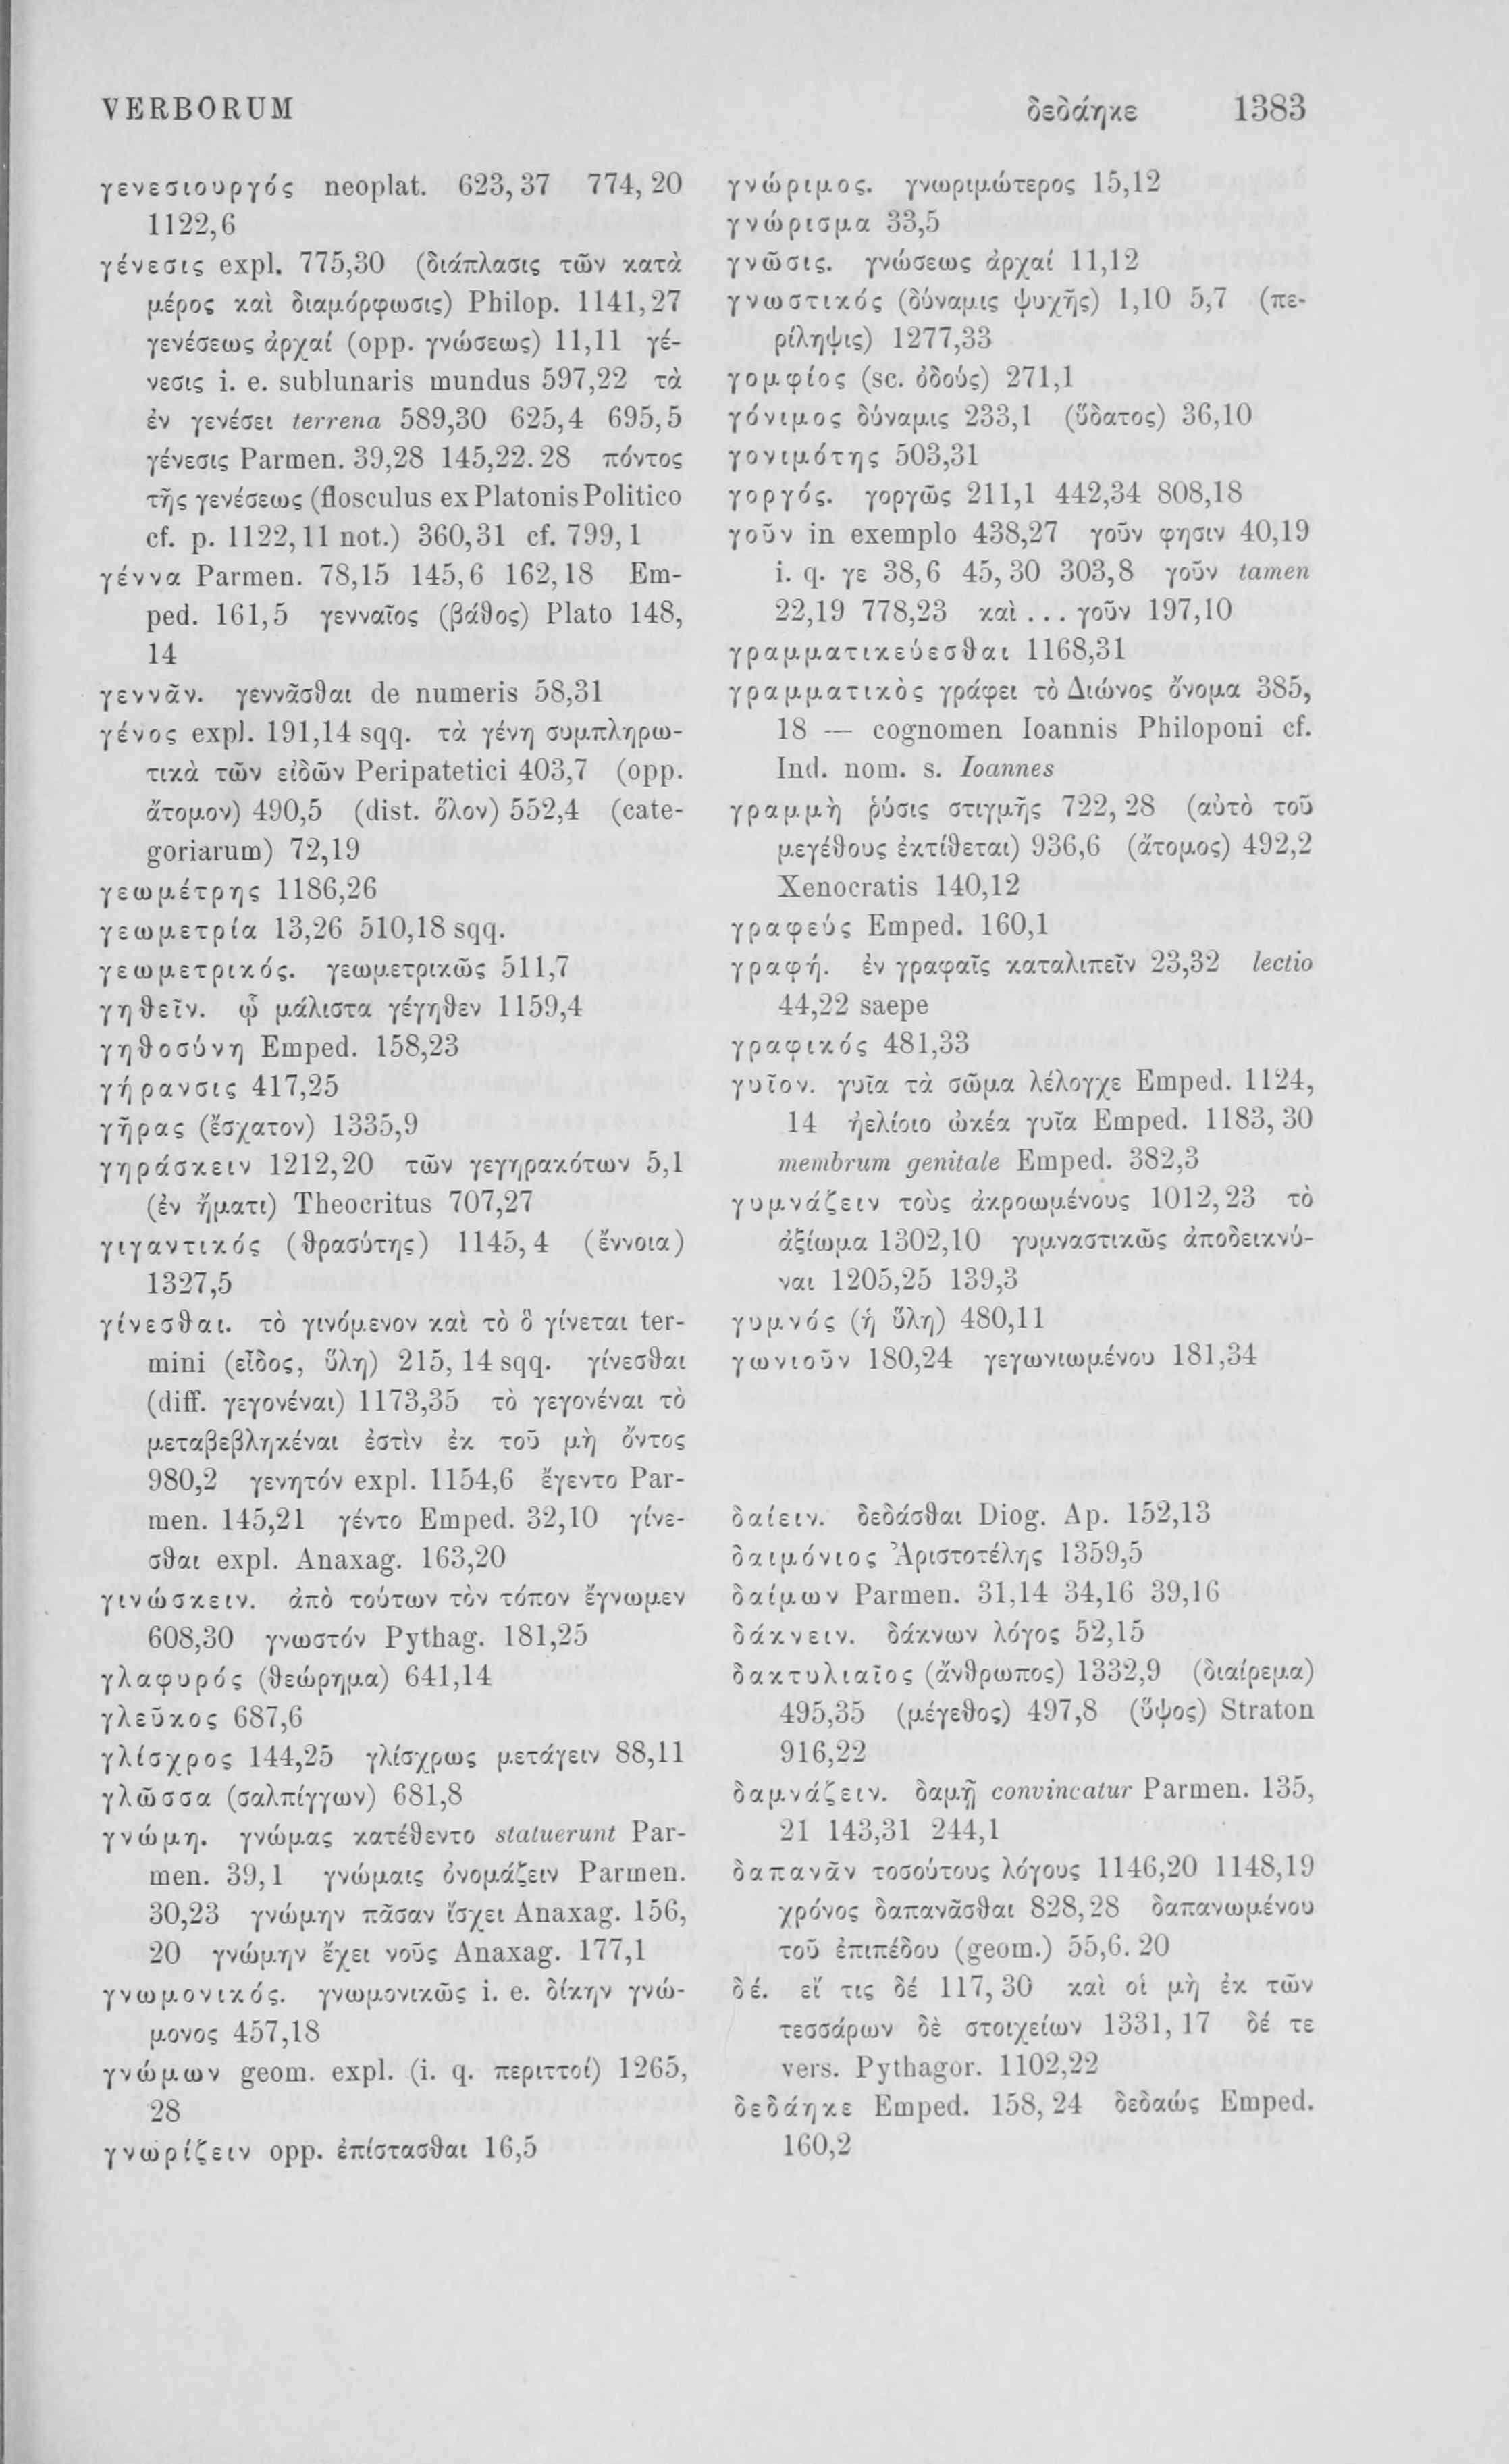 VERBORUM δεδάηκε 1383
γενεσιουργός neoplat. 623,37 774,20
1122,6
γένεσις expl. 775,30 (διάπλασις τῶν κατὰ
μέρος καὶ διαμόρφωσις) Philop. 1141,27
γενέσεως ἀρχαί (opp. γνώσεως) 11,11 γέ-
νεσις i. e. sublunaris mundus 597,22 τὰ
ἐν γενέσει terrena 589,30 625,4 695,5
γένεσις Parmen. 39,28 145,22.28 πόντος
τῆς γενέσεως (flosculus ex Platonis Politico
cf. p. 1122,11 not.) 360,31 cf. 799,1
γέννα Parmen. 78,15 145,6 162,18 Em-
ped. 161,5 γενναῖος (βάθος) Plato 148,
14
γεννᾶν. γεννᾶσθαι de numeris 58,31
γένος expl. 191,14 sqq. τὰ γένη συμπληρω-
τικὰ τῶν εἰδῶν Peripatetici 403,7 (opp.
ἄτομον) 490,5 (dist. ὅλον) 552,4 (cate-
goriarum) 72,19
γεωμέτρης 1186,26
γεωμετρία 13,26 510,18 sqq.
γεωμετρικός. γεωμετρικῶς 511,7
γηθεῖν. ᾧ μάλιστα γέγηθεν 1159,4
γηθοσύνη Emped. 158,23
γήρανσις 417,25
γῆρας (ἔσχατον) 1335,9
γηράσκειν 1212,20 τῶν γεγηρακότων 5,1
(ἐν ἤματι) Theocritus 707,27
γιγαντικός (θρασύτης) 1145,4 (ἔννοια)
1327,5
γίνεσθαι. τὸ γινόμενον καὶ τὸ ὃ γίνεται ter-
mini (εἶδος, ὕλη) 215,14 sqq. γίνεσθαι
(diff. γεγονέναι) 1173,35 τὸ γεγονέναι τὸ
μεταβεβληκέναι ἐστὶν ἐκ τοῦ μὴ ὄντος
980,2 γενητόν expl. 1154,6 ἔγεντο Par-
men. 145,21 γέντο Emped. 32,10 γίνε-
σθαι expl. Anaxag. 163,20
γινώσκειν. ἀπὸ τούτων τὸν τόπον ἔγνωμεν
608,30 γνωστόν Pythag. 181,25
γλαφυρός (θεώρημα) 641,14
γλεῦκος 687,6
γλίσχρος 144,25 γλίσχρως μετάγειν 88,11
γλῶσσα (σαλπίγγων) 681,8
γνώμη. γνώμας κατέθεντο statuerunt Par-
men. 39,1 γνώμαις ὀνομάζειν Parmen.
30,23 γνώμην πᾶσαν ἴσχει Anaxag. 156,
20 γνώμην ἔχει νοῦς Anaxag. 177,1
γνωμονικός. γνωμονικῶς i. e. δίκην γνώ-
μονος 457,18
γνώμων geom. expl. (i. q. περιττοί) 1265,
28
γνωρίζειν opp. ἐπίστασθαι 16,5
γνώριμος. γνωριμώτερος 15,12
γνώρισμα 33,5
γνῶσις. γνώσεως ἀρχαί 11,12
γνωστικός (δύναμις ψυχῆς) 1,10 5,7 (πε-
ρίληψις) 1277,33
γομφίος (sc. ὀδούς) 271,1
γόνιμος δύναμις 233,1 (ὕδατος) 36,10
γονιμότης 503,31
γοργός. γοργῶς 211,1 442,34 808,18
γοῦν in exemplo 438,27 γοῦν φησιν 40,19
i. q. γε 38,6 45,30 303,8 γοῦν tamen
22,19 778,23 καὶ ... γοῦν 197,10
γραμματικεύεσθαι 1168,31
γραμματικὸς γράφει τὸ Διώνος ὄνομα 385,
18 — cognomen Ioannis Philoponi cf.
Ind. nom. s. Ioannes
γραμμὴ ῥύσις στιγμῆς 722,28 (αὐτὸ τοῦ
μεγέθους ἐκτίθεται) 936,6 (ἄτομος) 492,2
Xenocratis 140,12
γραφεύς Emped. 160,1
γραφή. ἐν γραφαῖς καταλιπεῖν 23,32 lectio
44,22 saepe
γραφικός 481,33
γυῖον. γυῖα τὰ σῶμα λέλογχε Emped. 1124,
14 ἠελίοιο ὠκέα γυῖα Emped. 1183,30
membrum genitale Emped. 382,3
γυμνάζειν τοὺς ἀκροωμένους 1012,23 τὸ
ἀξίωμα 1302,10 γυμναστικῶς ἀποδεικνύ-
ναι 1205,25 139,3
γυμνός (ἡ ὕλη) 480,11
γωνιοῦν 180,24 γεγωνιωμένου 181,34
δαίειν. δεδάσθαι Diog. Ap. 152,13
δαιμόνιος Ἀριστοτέλης 1359,5
δαίμων Parmen. 31,14 34,16 39,16
δάκνειν. δάκνων λόγος 52,15
δακτυλιαῖος (ἄνθρωπος) 1332,9 (διαίρεμα)
495,35 (μέγεθος) 497,8 (ὕψος) Straton
916,22
δαμνάζειν. δαμῇ convincatur Parmen. 135,
21 143,31 244,1
δαπανᾶν τοσούτους λόγους 1146,20 1148,19
χρόνος δαπανᾶσθαι 828,28 δαπανωμένου
τοῦ ἐπιπέδου (geom.) 55,6.20
δέ. εἴ τις δέ 117,30 καὶ οἱ μὴ ἐκ τῶν
τεσσάρων δὲ στοιχείων 1331,17 δέ τε
vers. Pythagor. 1102,22
δεδάηκε Emped. 158,24 δεδαώς Emped.
160,2